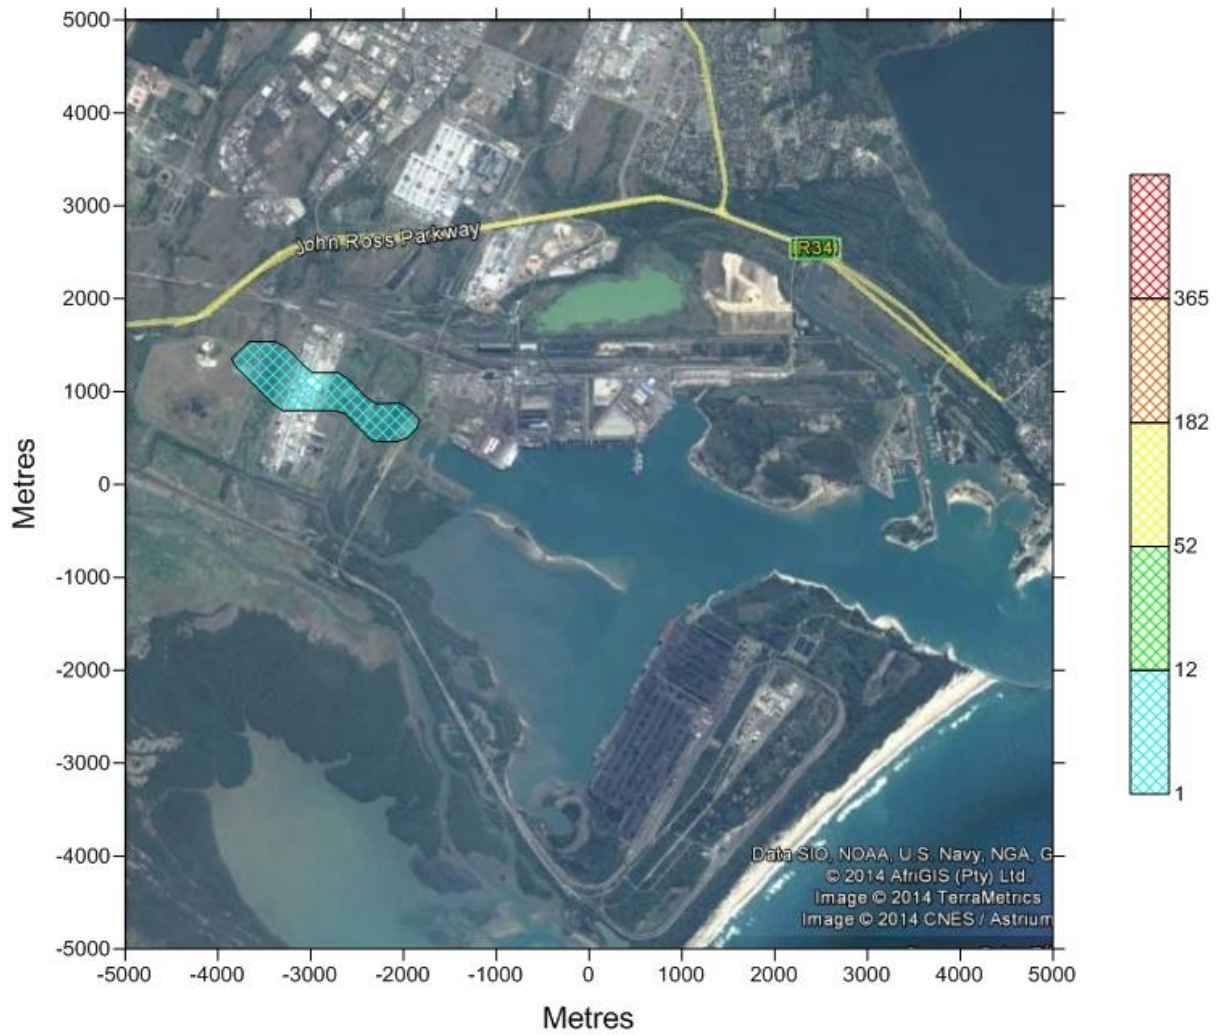 5000
4000
3000
2000
1000
0
-1000
-2000
-3000
-4000
-5000
Metres
-5000 -4000 -3000 -2000 -1000 0 1000 2000 3000 4000 5000
Metres
John Ross Parkway
R34
Data SIO, NOAA, U.S. Navy, NGA, G
© 2014 AfriGIS (Pty) Ltd.
Image © 2014 TerraMetrics
Image © 2014 CNES / Astrium
365
182
52
12
1